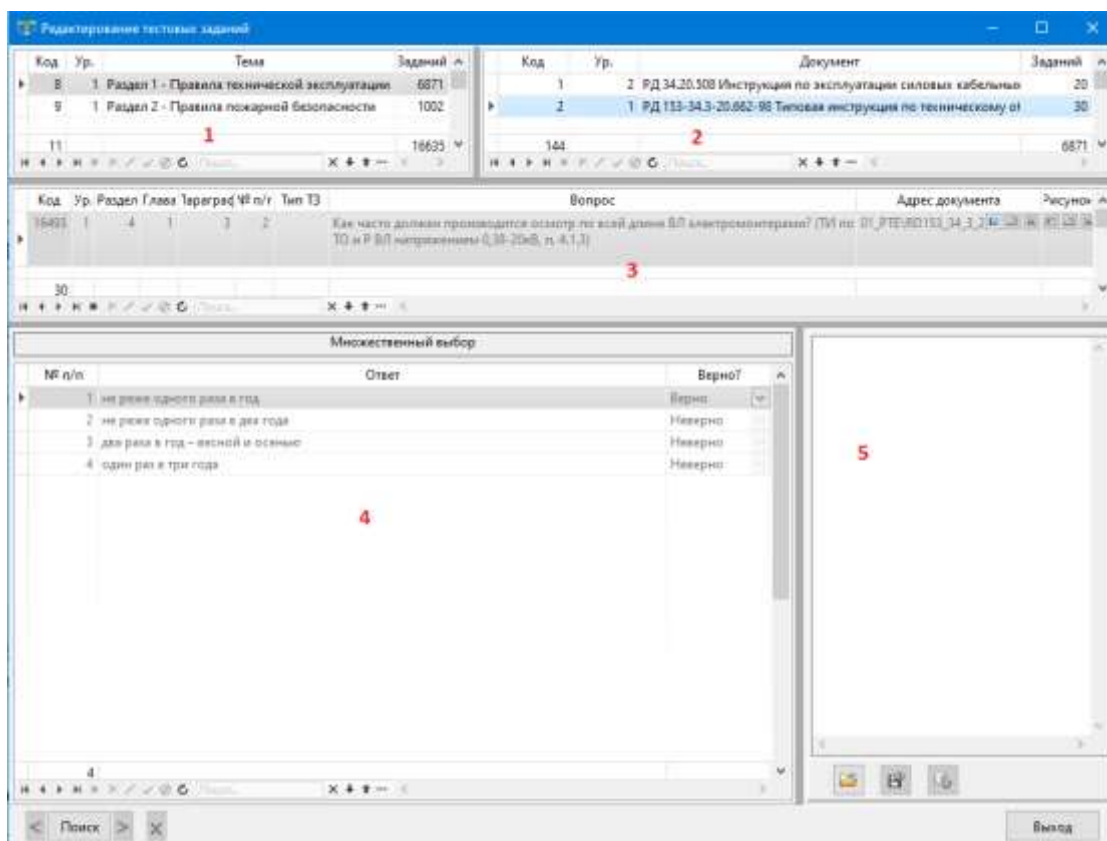 Редактирование тестовых заданий
Код Ур. Тема Заданий
8 1 Раздел 1 - Правила технической эксплуатации 6871
9 1 Раздел 2 - Правила пожарной безопасности 1002
1
11 16635
Поиск...
Код Ур. Документ Заданий
1 2 РД 34.20.508 Инструкция по эксплуатации силовых кабельных 20
2 1 РД 153-34.3-20.662-98 Типовая инструкция по техническому об 30
2
144 6871
Поиск...
Код Ур. Раздел Глава Параграф № п/п Тип ТЗ Вопрос Адрес документа Рисунок
16493 1 4 1 3 2 Как часто должен производится осмотр по всей длине ВЛ электромонтерами? (ТИ по
ТО и Р ВЛ напряжением 0,38-20кВ, п. 4.1.3)
3
30
Поиск...
Множественный выбор
№ п/п Ответ Верно?
1 не реже одного раза в год Верно
2 не реже одного раза в два года Неверно
3 два раза в год – весной и осенью Неверно
4 один раз в три года Неверно
4
5
4
Поиск...
< Поиск >
Выход